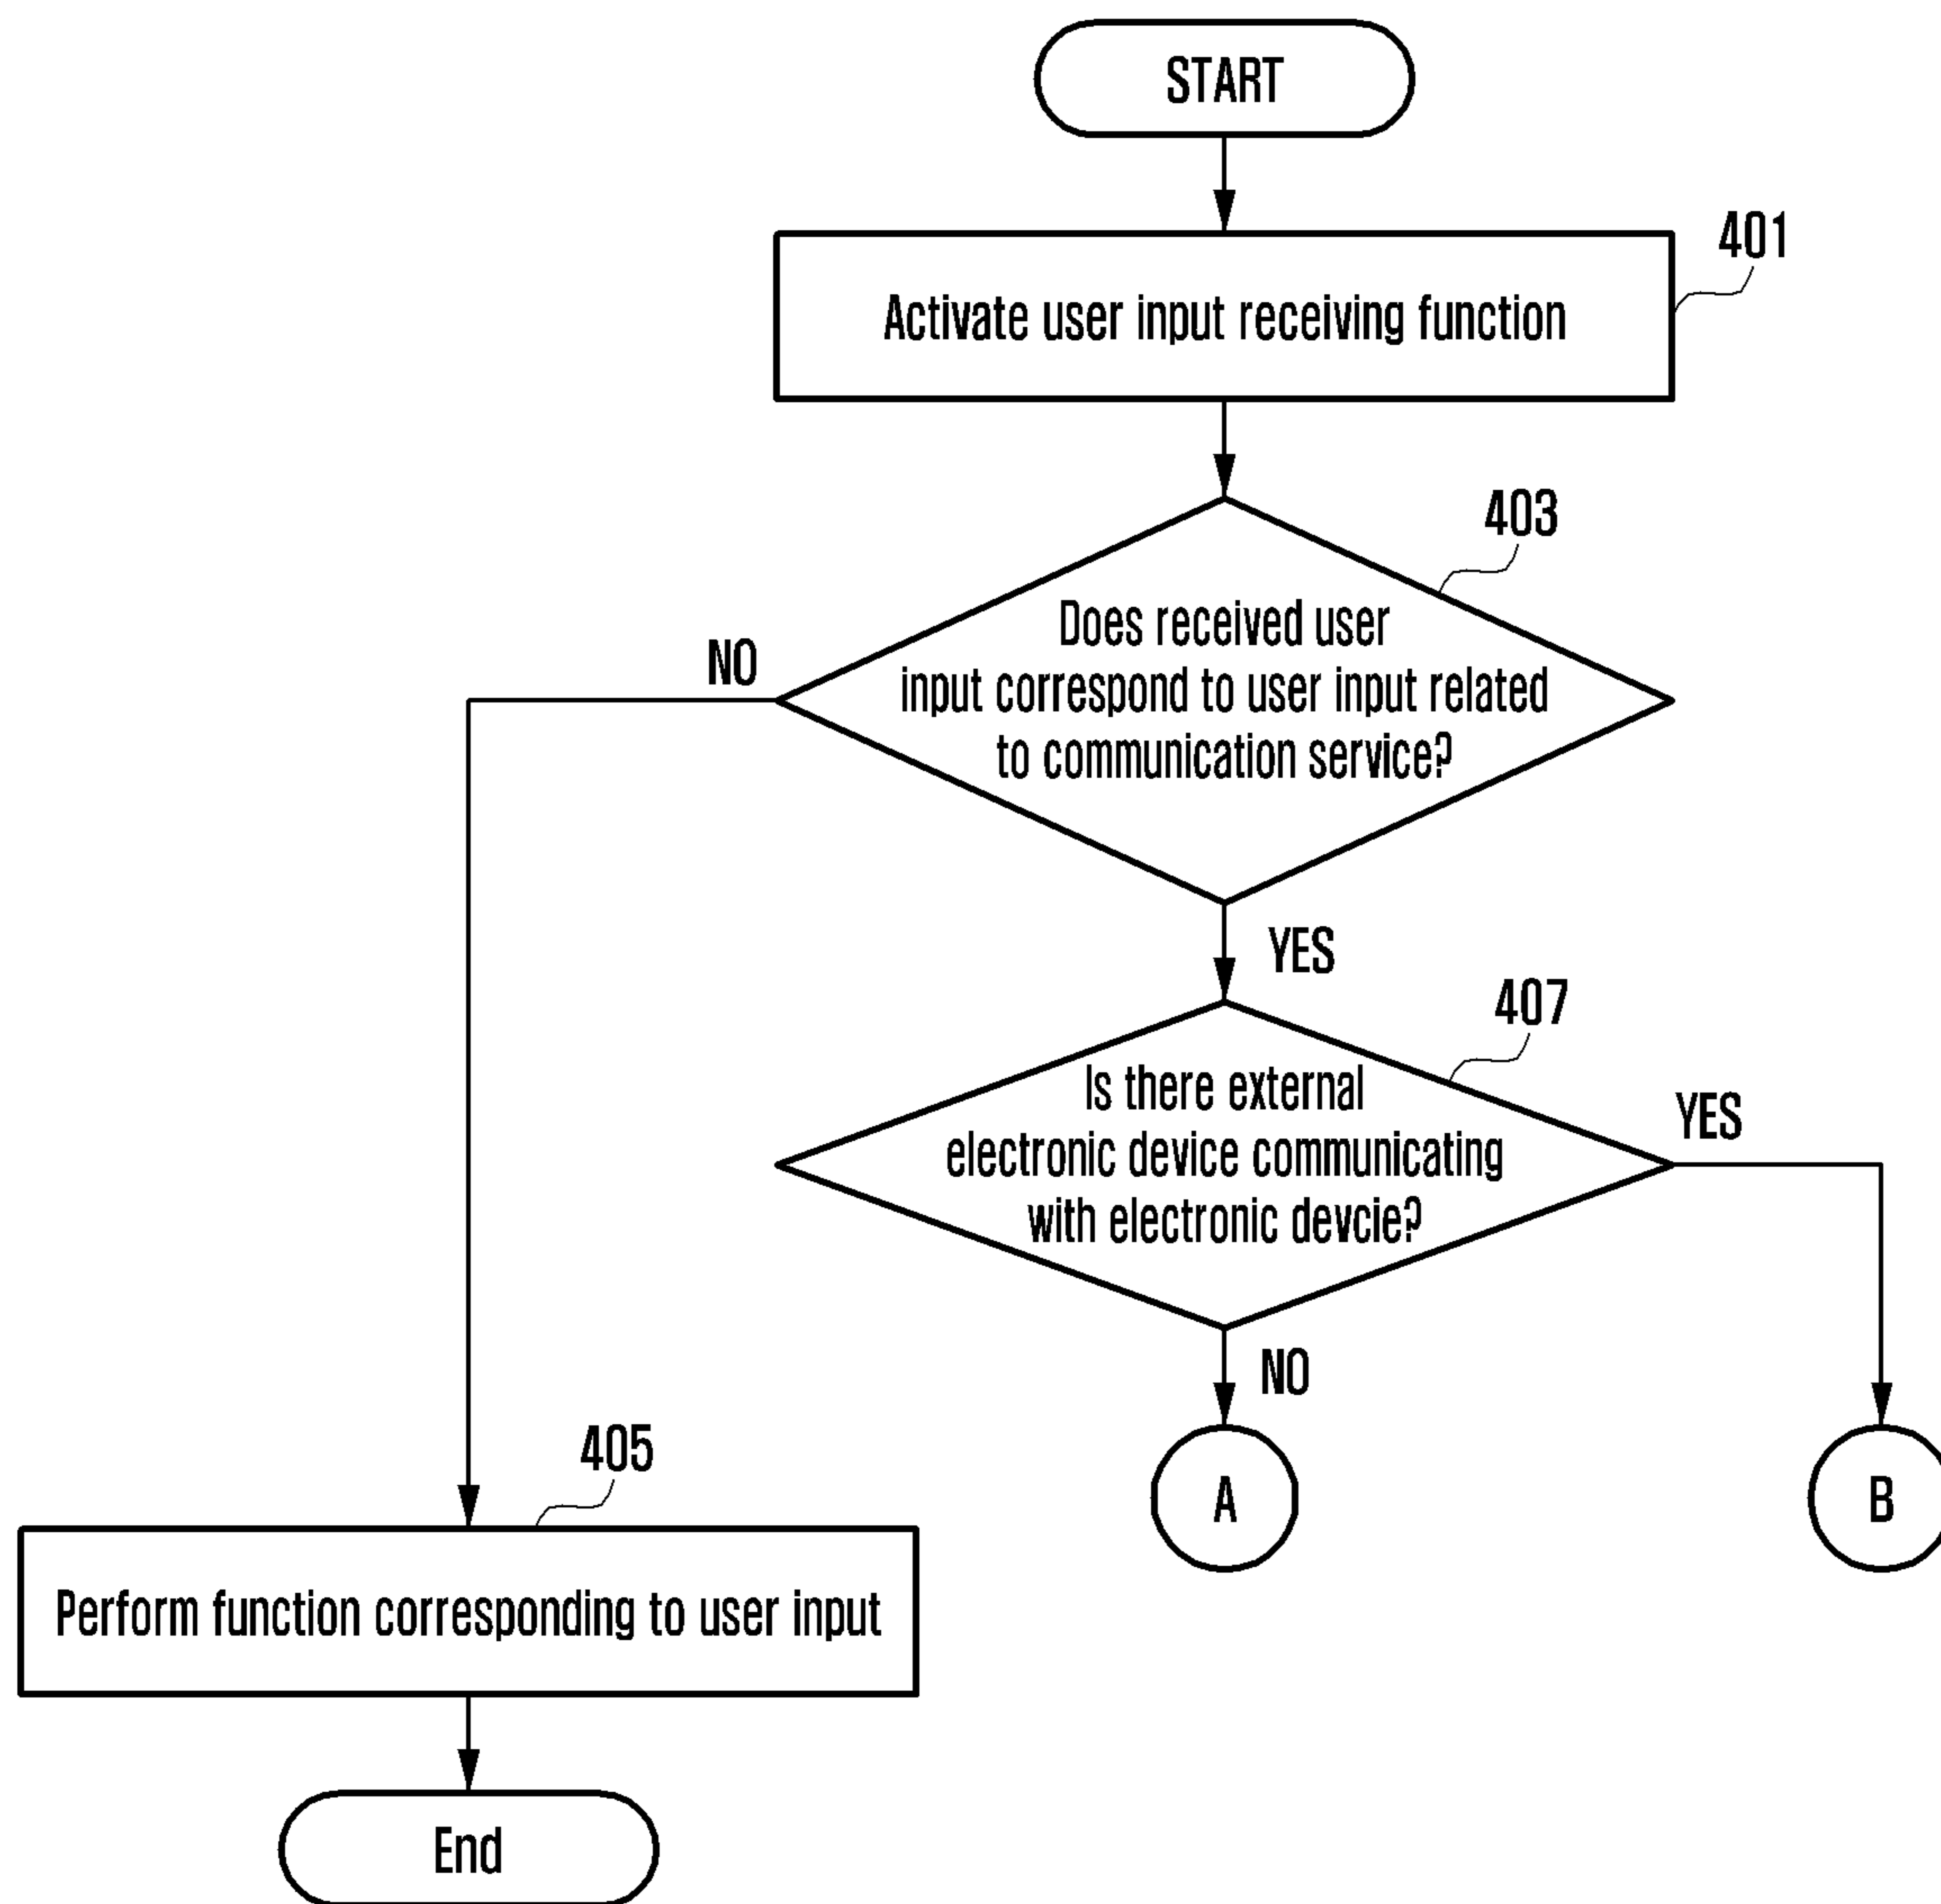 START
401
Activate user input receiving function
403
Does received user
input correspond to user input related
to communication service?
NO
YES
407
Is there external
electronic device communicating
with electronic devcie?
YES
NO
A
B
405
Perform function corresponding to user input
End